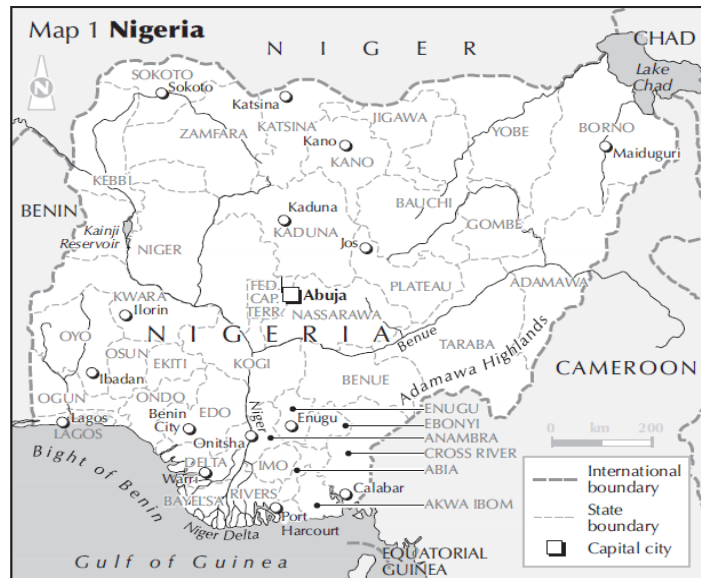 Map 1 Nigeria
N I G E R
CHAD
Lake
Chad
N
SOKOTO
Sokoto
Katsina
KATSINA
JIGAWA
ZAMFARA
YOBE
BORNO
Kano
KANO
Maiduguri
KEBBI
BENIN
Kainji
Reservoir
NIGER
Kaduna
KADUNA
BAUCHI
GOMBE
Jos
FED.
CAP.
TERR.
Abuja
PLATEAU
ADAMAWA
KWARA
Ilorin
NASSARAWA
N I G E R I A
Benue
TARABA
OYO
OSUN
EKITI
KOGI
BENUE
Adamawa Highlands
CAMEROON
Ibadan
OGUN
ONDO
Benin
City
EDO
Niger
Enugu
Onitsha
Lagos
LAGOS
ENUGU
EBONYI
ANAMBRA
CROSS RIVER
ABIA
AKWA IBOM
0 km 200
Bight of Benin
DELTA
Warri
IMO
BAYELSA
RIVERS
Port
Harcourt
Calabar
Niger Delta
Gulf of Guinea
EQUATORIAL
GUINEA
International
boundary
State
boundary
Capital city